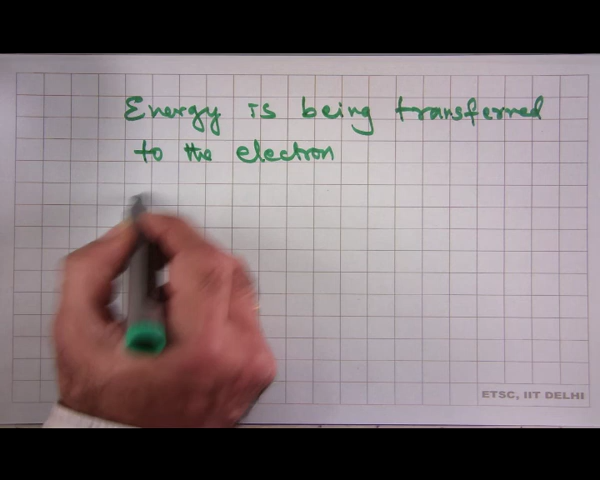 Energy is being transferred
to the electron
ETSC, IIT DELHI